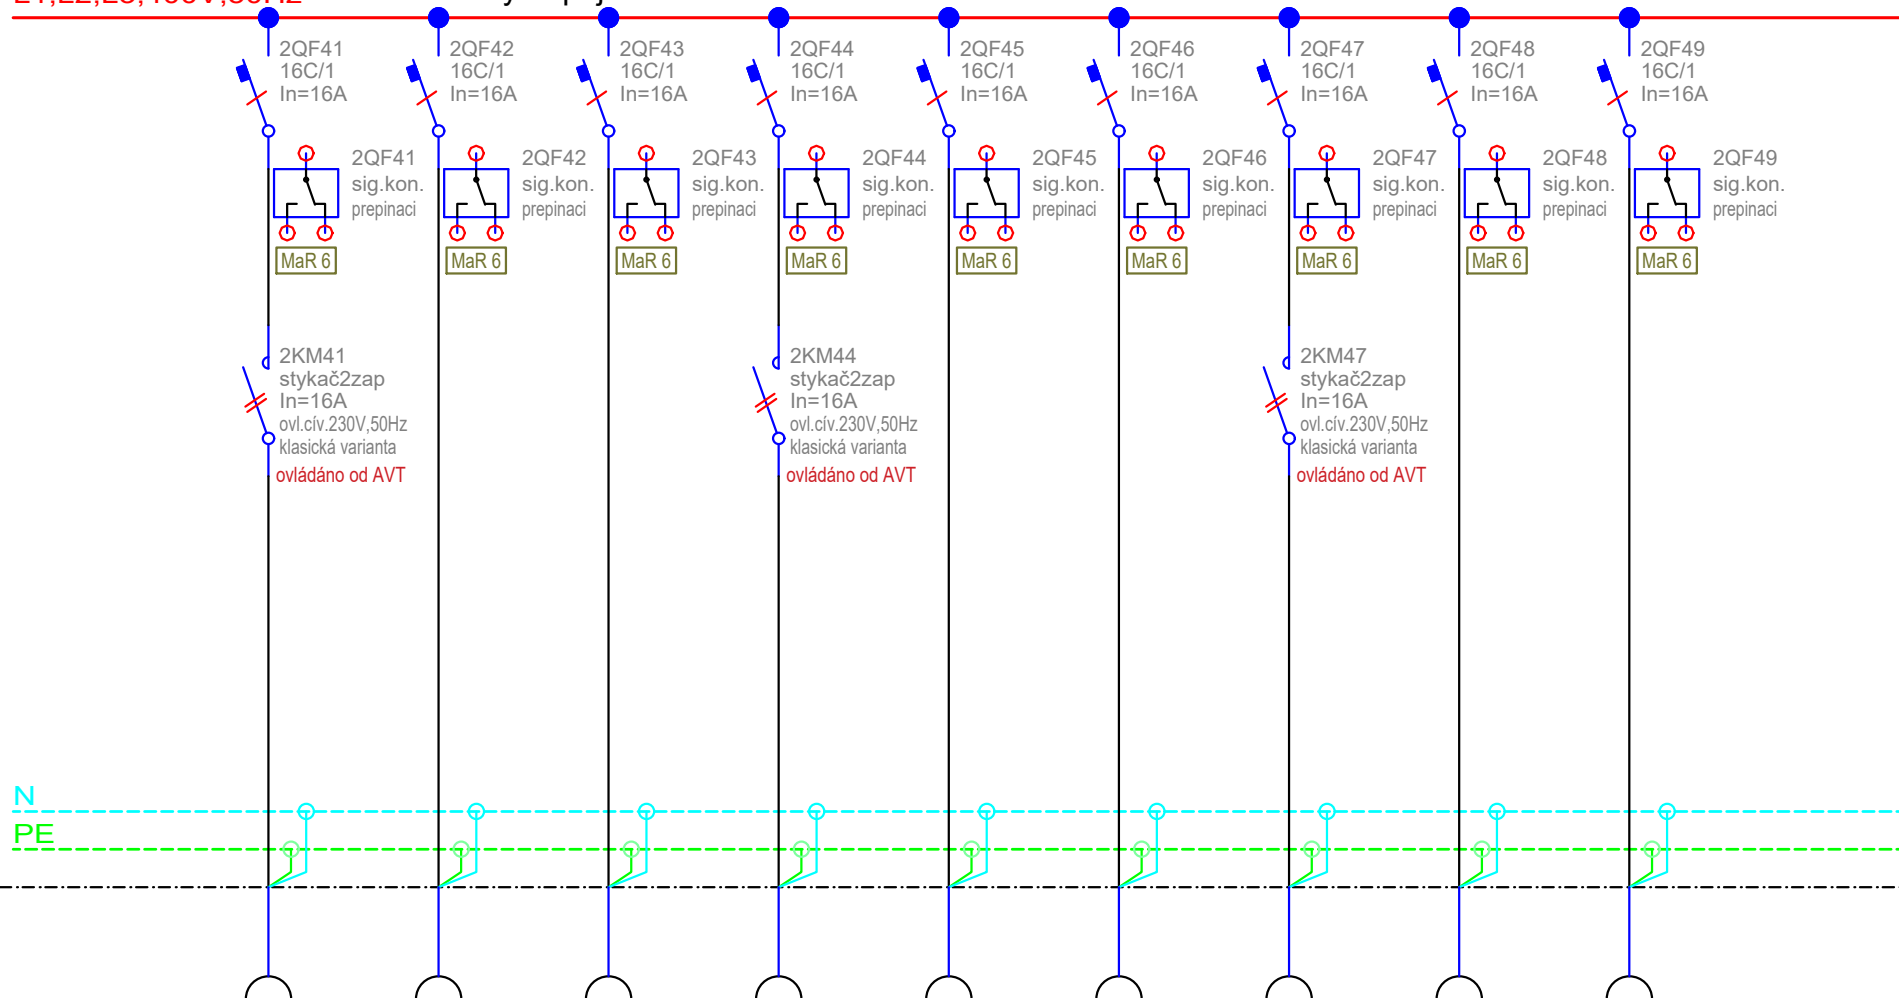 L1,L2,L3,400V,50Hz
2QF41
16C/1
In=16A
2QF42
16C/1
In=16A
2QF43
16C/1
In=16A
2QF44
16C/1
In=16A
2QF45
16C/1
In=16A
2QF46
16C/1
In=16A
2QF47
16C/1
In=16A
2QF48
16C/1
In=16A
2QF49
16C/1
In=16A
2QF41
sig.kon.
prepinaci
MaR 6
2QF42
sig.kon.
prepinaci
MaR 6
2QF43
sig.kon.
prepinaci
MaR 6
2QF44
sig.kon.
prepinaci
MaR 6
2QF45
sig.kon.
prepinaci
MaR 6
2QF46
sig.kon.
prepinaci
MaR 6
2QF47
sig.kon.
prepinaci
MaR 6
2QF48
sig.kon.
prepinaci
MaR 6
2QF49
sig.kon.
prepinaci
MaR 6
2KM41
stykač2zap
In=16A
ovl.cív.230V,50Hz
klasická varianta
ovládáno od AVT
2KM44
stykač2zap
In=16A
ovl.cív.230V,50Hz
klasická varianta
ovládáno od AVT
2KM47
stykač2zap
In=16A
ovl.cív.230V,50Hz
klasická varianta
ovládáno od AVT
N
PE